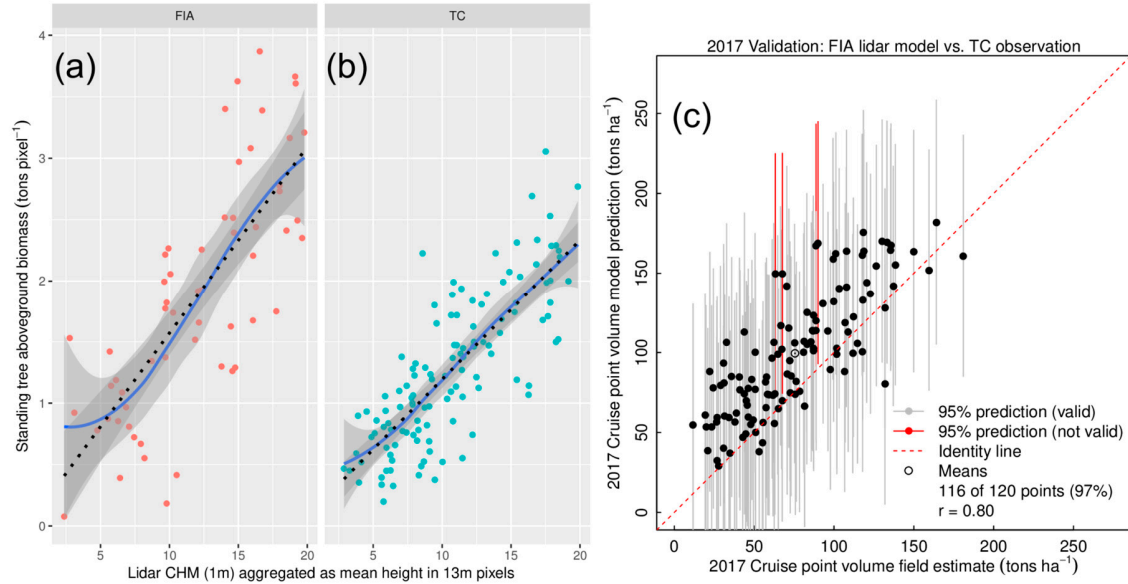 FIA
TC
(a)
(b)
4
3
2
1
0
Standing tree aboveground biomass (tons pixel⁻¹)
5
10
15
20
5
10
15
20
Lidar CHM (1m) aggregated as mean height in 13m pixels
2017 Validation: FIA lidar model vs. TC observation
(c)
2017 Cruise point volume model prediction (tons ha⁻¹)
250
200
150
100
50
0
95% prediction (valid)
95% prediction (not valid)
Identity line
Means
116 of 120 points (97%)
r = 0.80
0
50
100
150
200
250
2017 Cruise point volume field estimate (tons ha⁻¹)